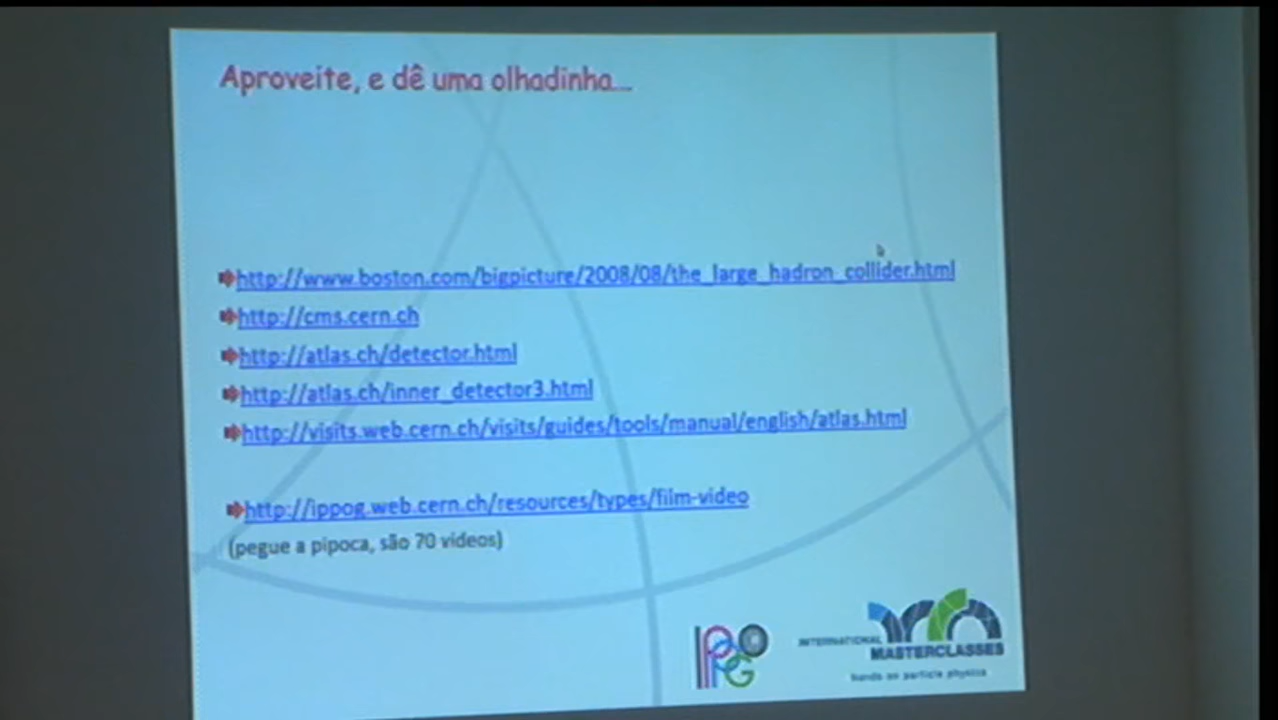 Aproveite, e dê uma olhadinha...
http://www.boston.com/bigpicture/2008/08/the_large_hadron_collider.html
http://cms.cern.ch
http://atlas.ch/detector.html
http://atlas.ch/inner_detector3.html
http://visits.web.cern.ch/visits/guides/tools/manual/english/atlas.html
http://ippog.web.cern.ch/resources/types/film-video
(pegue a pipoca, são 70 videos)
IPPOG
INTERNATIONAL
MASTERCLASSES
hands on particle physics